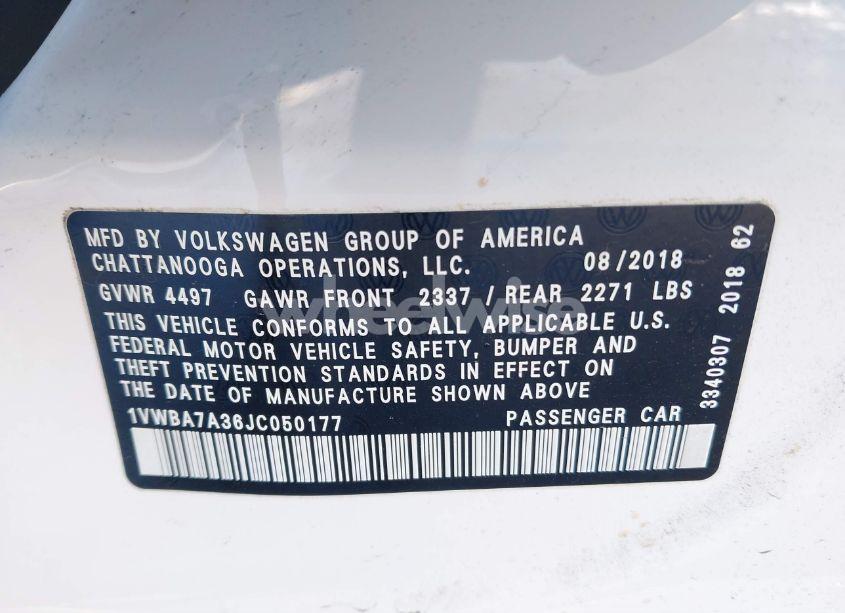 MFD BY VOLKSWAGEN GROUP OF AMERICA
CHATTANOOGA OPERATIONS, LLC. 08/2018
GVWR 4497 GAWR FRONT 2337 / REAR 2271 LBS
THIS VEHICLE CONFORMS TO ALL APPLICABLE U.S.
FEDERAL MOTOR VEHICLE SAFETY, BUMPER AND
THEFT PREVENTION STANDARDS IN EFFECT ON
THE DATE OF MANUFACTURE SHOWN ABOVE
1VWBA7A36JC050177 PASSENGER CAR
3340307 2018 62
wheelwise